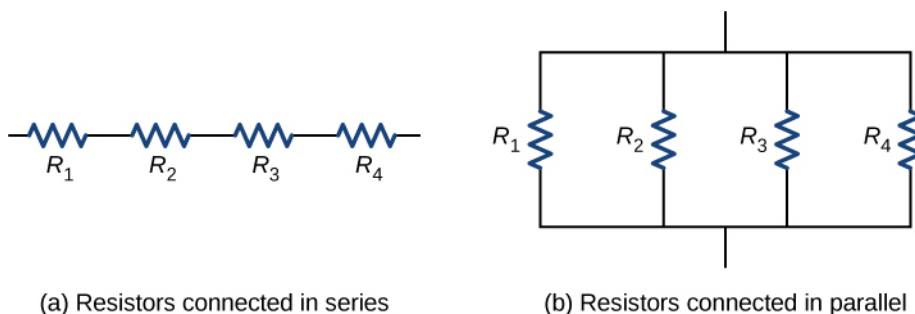 R1 R2 R3 R4
(a) Resistors connected in series
R1 R2 R3 R4
(b) Resistors connected in parallel